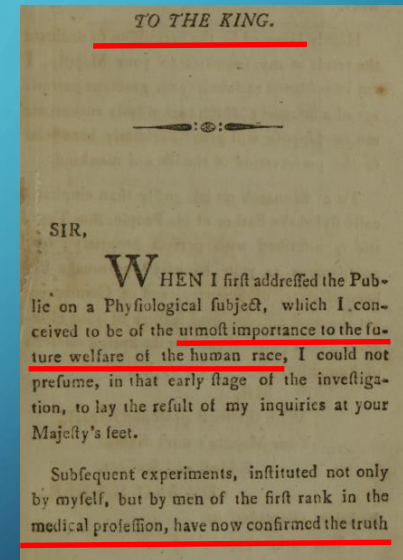 TO THE KING.
SIR,
WHEN I firſt addreſſed the Pub-
lic on a Phyſiological ſubject, which I con-
ceived to be of the utmoſt importance to the fu-
ture welfare of the human race, I could not
preſume, in that early ſtage of the inveſtiga-
tion, to lay the reſult of my inquiries at your
Majeſty's feet.
Subſequent experiments, inſtituted not only
by myſelf, but by men of the firſt rank in the
medical profeſſion, have now confirmed the truth